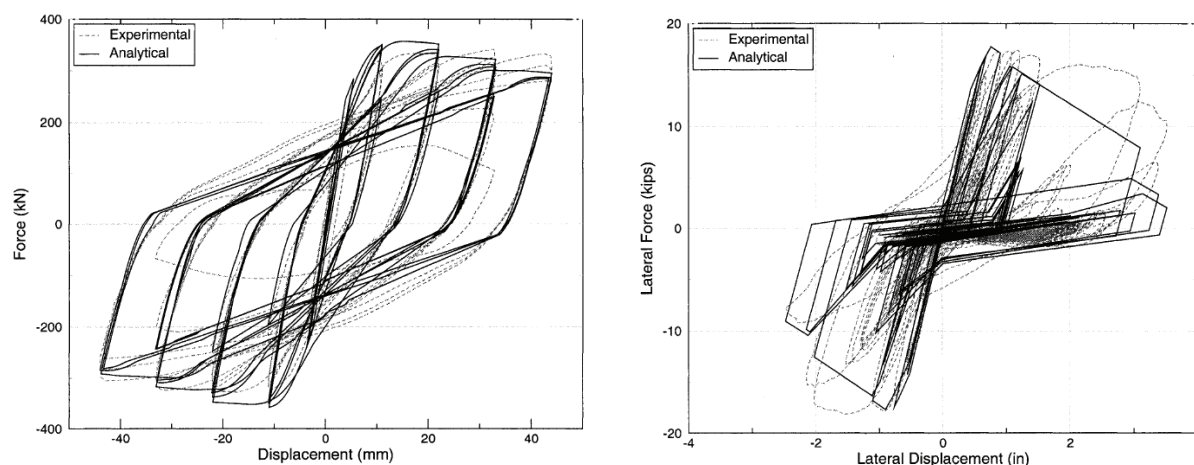 400
Experimental
Analytical
200
0
-200
-400
-40
-20
0
20
40
Force (kN)
Displacement (mm)
20
Experimental
Analytical
10
0
-10
-20
-4
-2
0
2
4
Lateral Force (kips)
Lateral Displacement (in)